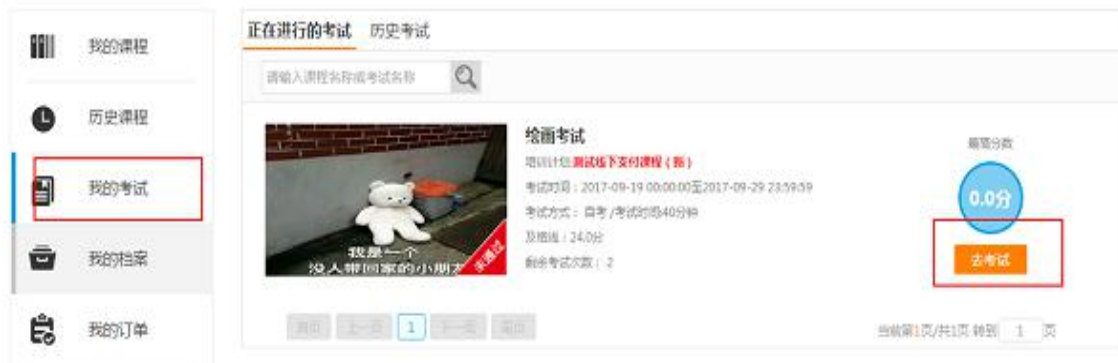 我的课程
历史课程
我的考试
我的档案
我的订单
正在进行的考试 历史考试
请输入课程名称或考试名称
绘画考试
培训计划:测试线下支付课程(新)
考试时间:2017-09-19 00:00:00至2017-09-29 23:59:59
考试方式: 自考 /考试时间40分钟
及格线:24.0分
剩余考试次数: 2
我是一个
没人带回家的小朋友
未通过
最高分数
0.0分
去考试
首页 上一页 1 下一页 尾页
当前第1页/共1页 转到 1 页